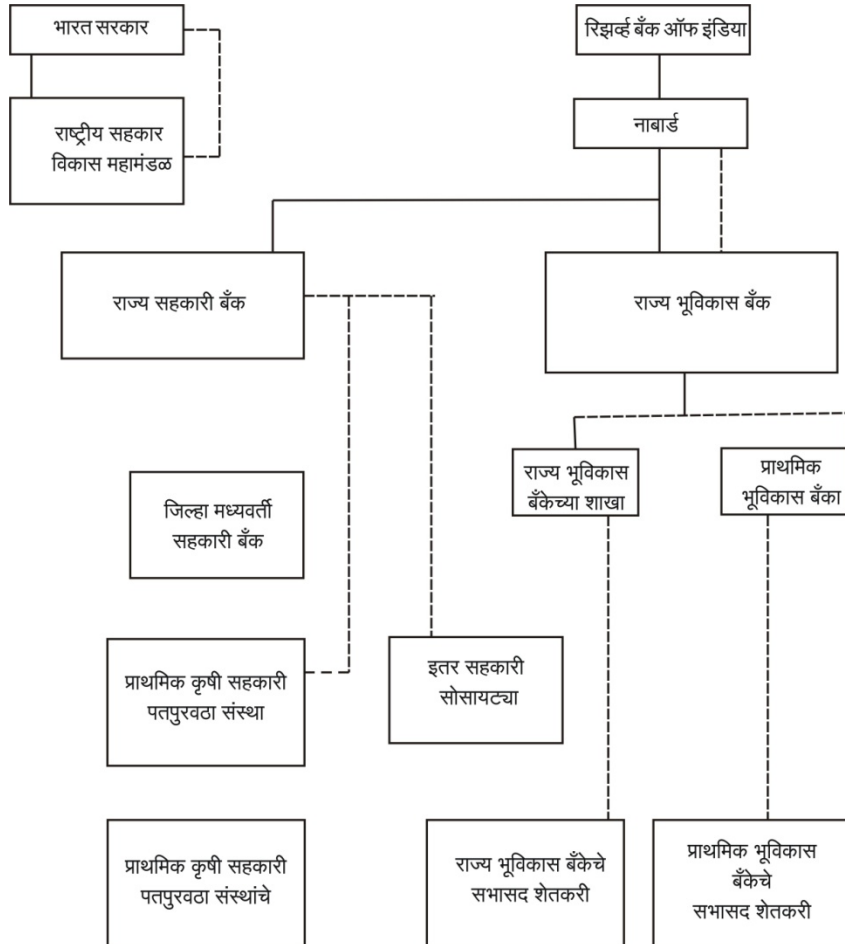 भारत सरकार
रिझर्व्ह बँक ऑफ इंडिया
राष्ट्रीय सहकार
विकास महामंडळ
नाबार्ड
राज्य सहकारी बँक
राज्य भूविकास बँक
जिल्हा मध्यवर्ती
सहकारी बँक
राज्य भूविकास
बँकेच्या शाखा
प्राथमिक
भूविकास बँका
प्राथमिक कृषी सहकारी
पतपुरवठा संस्था
इतर सहकारी
सोसायट्या
प्राथमिक कृषी सहकारी
पतपुरवठा संस्थांचे
राज्य भूविकास बँकेचे
सभासद शेतकरी
प्राथमिक भूविकास
बँकेचे
सभासद शेतकरी